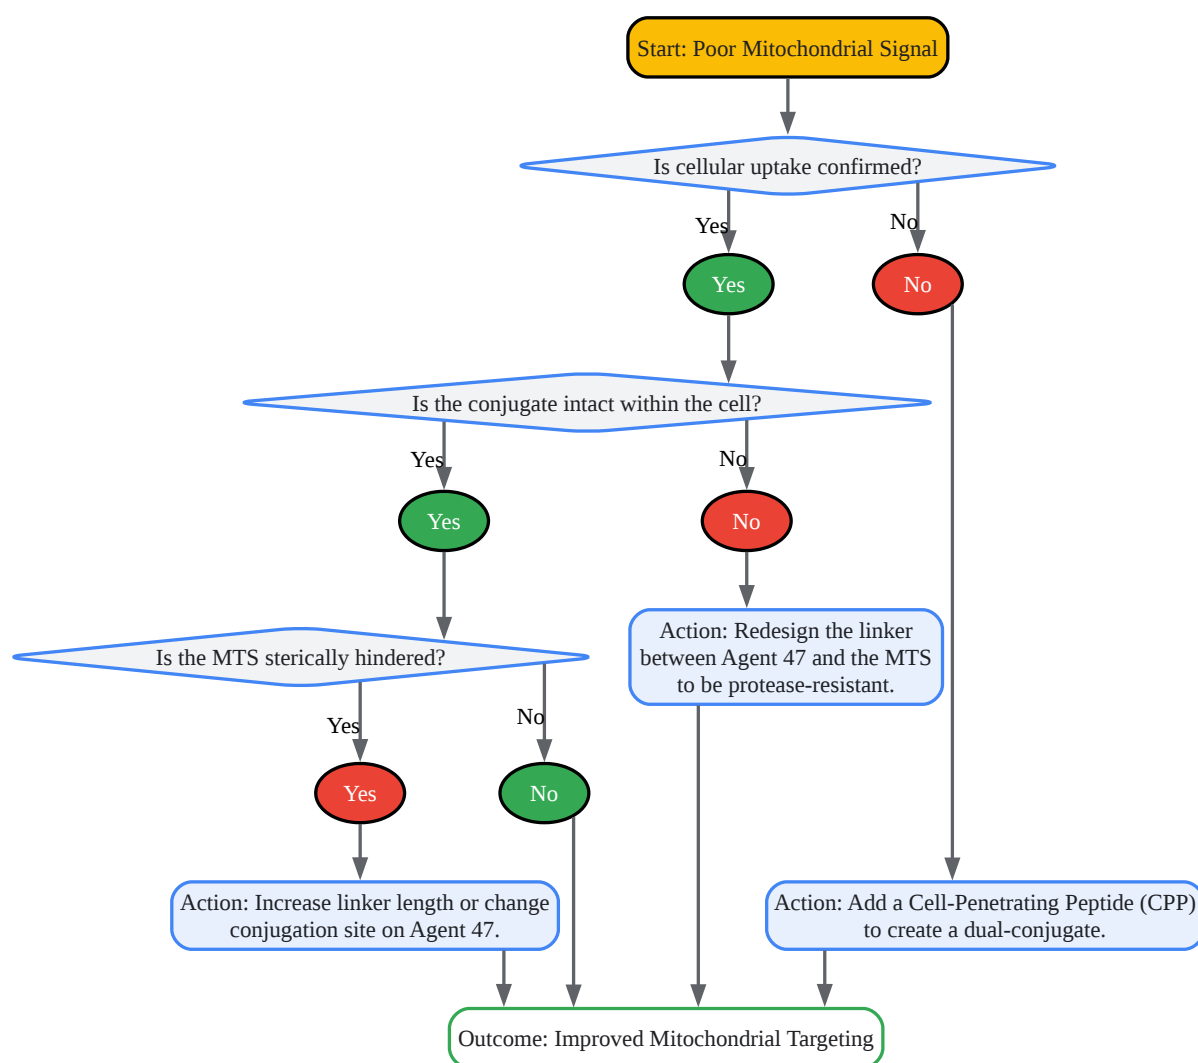 Start: Poor Mitochondrial Signal
Is cellular uptake confirmed?
Yes
No
Yes
No
Is the conjugate intact within the cell?
Yes
No
Yes
No
Action: Redesign the linker
between Agent 47 and the MTS
to be protease-resistant.
Is the MTS sterically hindered?
Yes
No
Yes
No
Action: Increase linker length or change
conjugation site on Agent 47.
Action: Add a Cell-Penetrating Peptide (CPP)
to create a dual-conjugate.
Outcome: Improved Mitochondrial Targeting